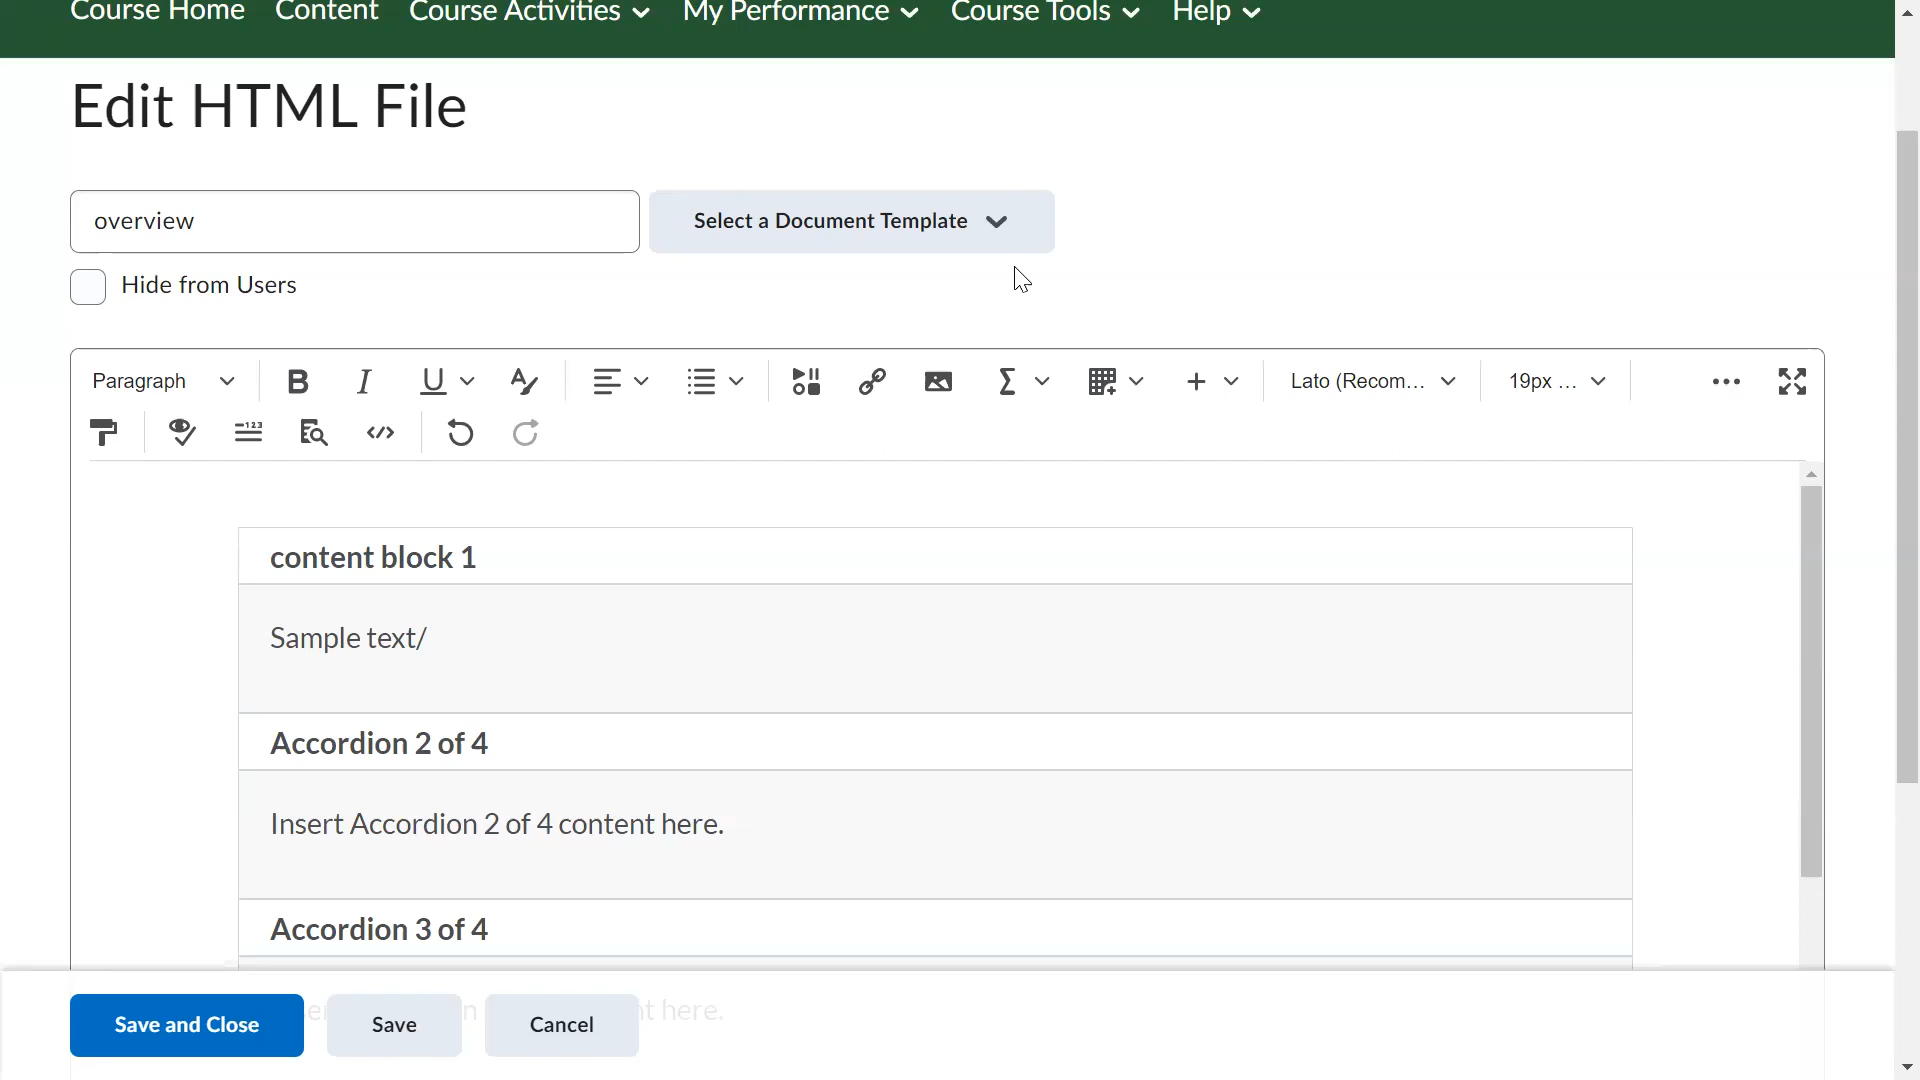 Course Home Content Course Activities My Performance Course Tools Help
Edit HTML File
overview
Select a Document Template
Hide from Users
Paragraph B I U Lato (Recom... 19px ...
content block 1
Sample text/
Accordion 2 of 4
Insert Accordion 2 of 4 content here.
Accordion 3 of 4
Save and Close Save Cancel
t here.